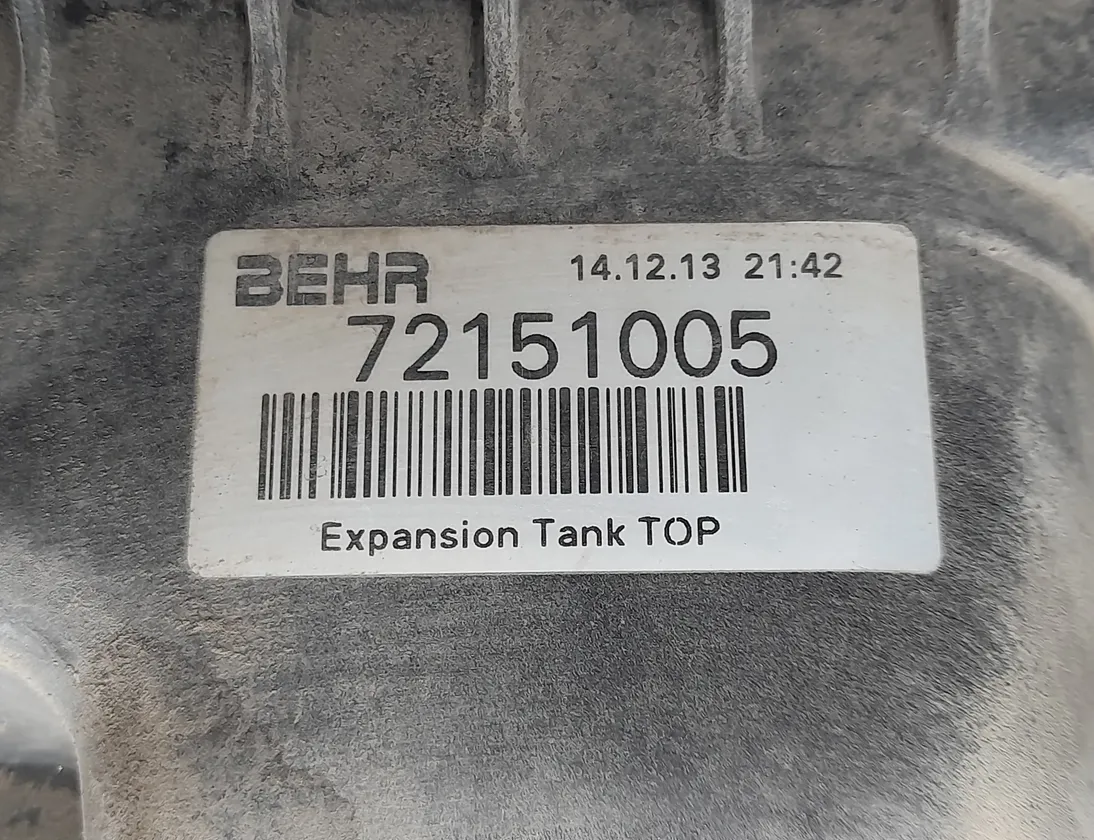 BEHR 14.12.13 21:42
72151005
Expansion Tank TOP